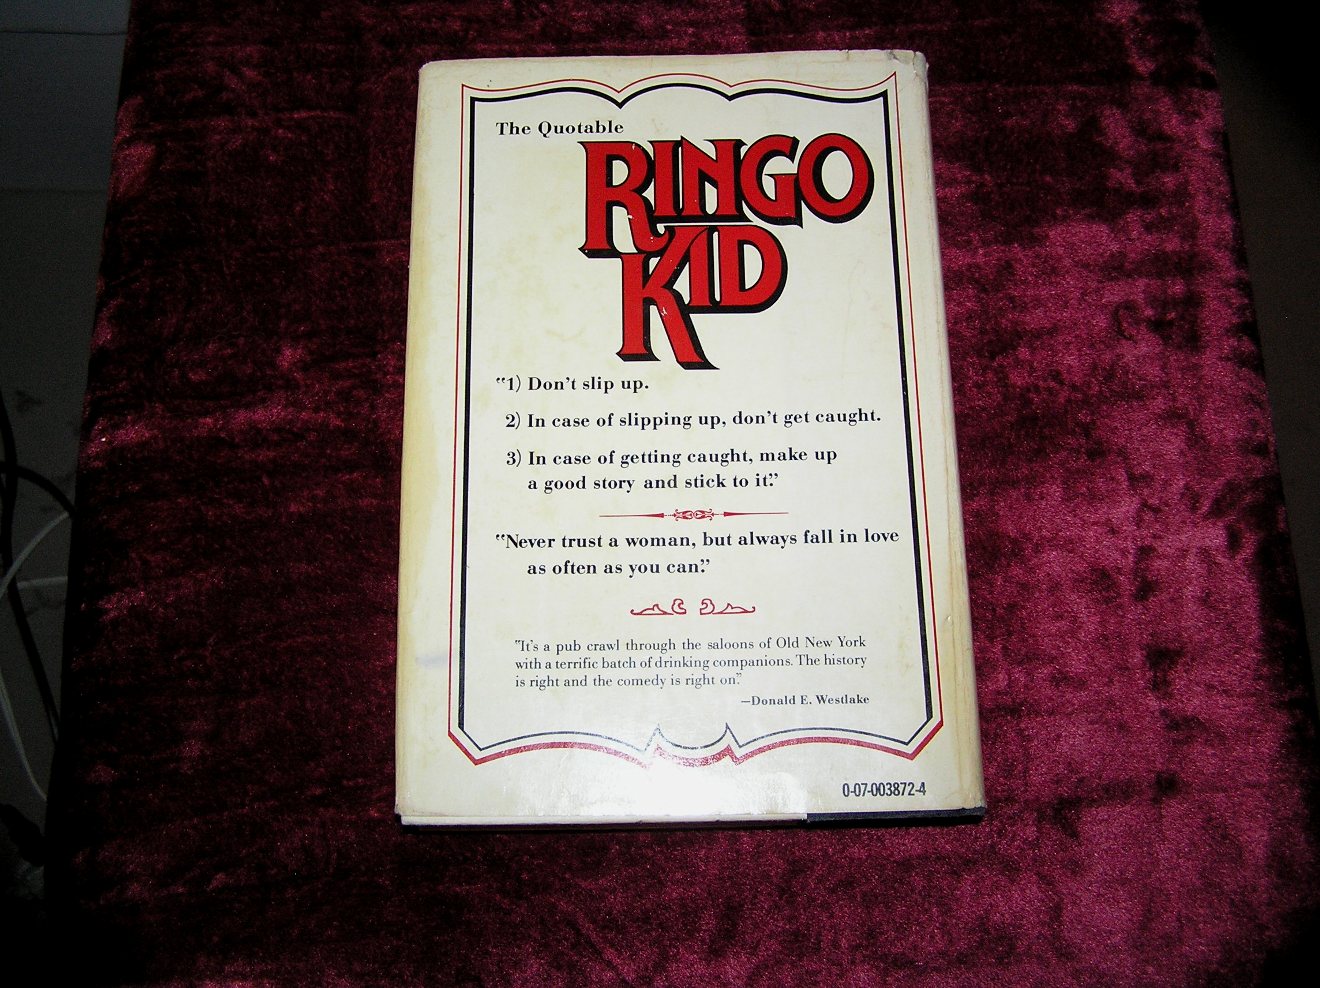 The Quotable
RINGO
KID
"1) Don't slip up.
2) In case of slipping up, don't get caught.
3) In case of getting caught, make up
a good story and stick to it."
"Never trust a woman, but always fall in love
as often as you can."
"It's a pub crawl through the saloons of Old New York
with a terrific batch of drinking companions. The history
is right and the comedy is right on."
—Donald E. Westlake
0-07-003872-4